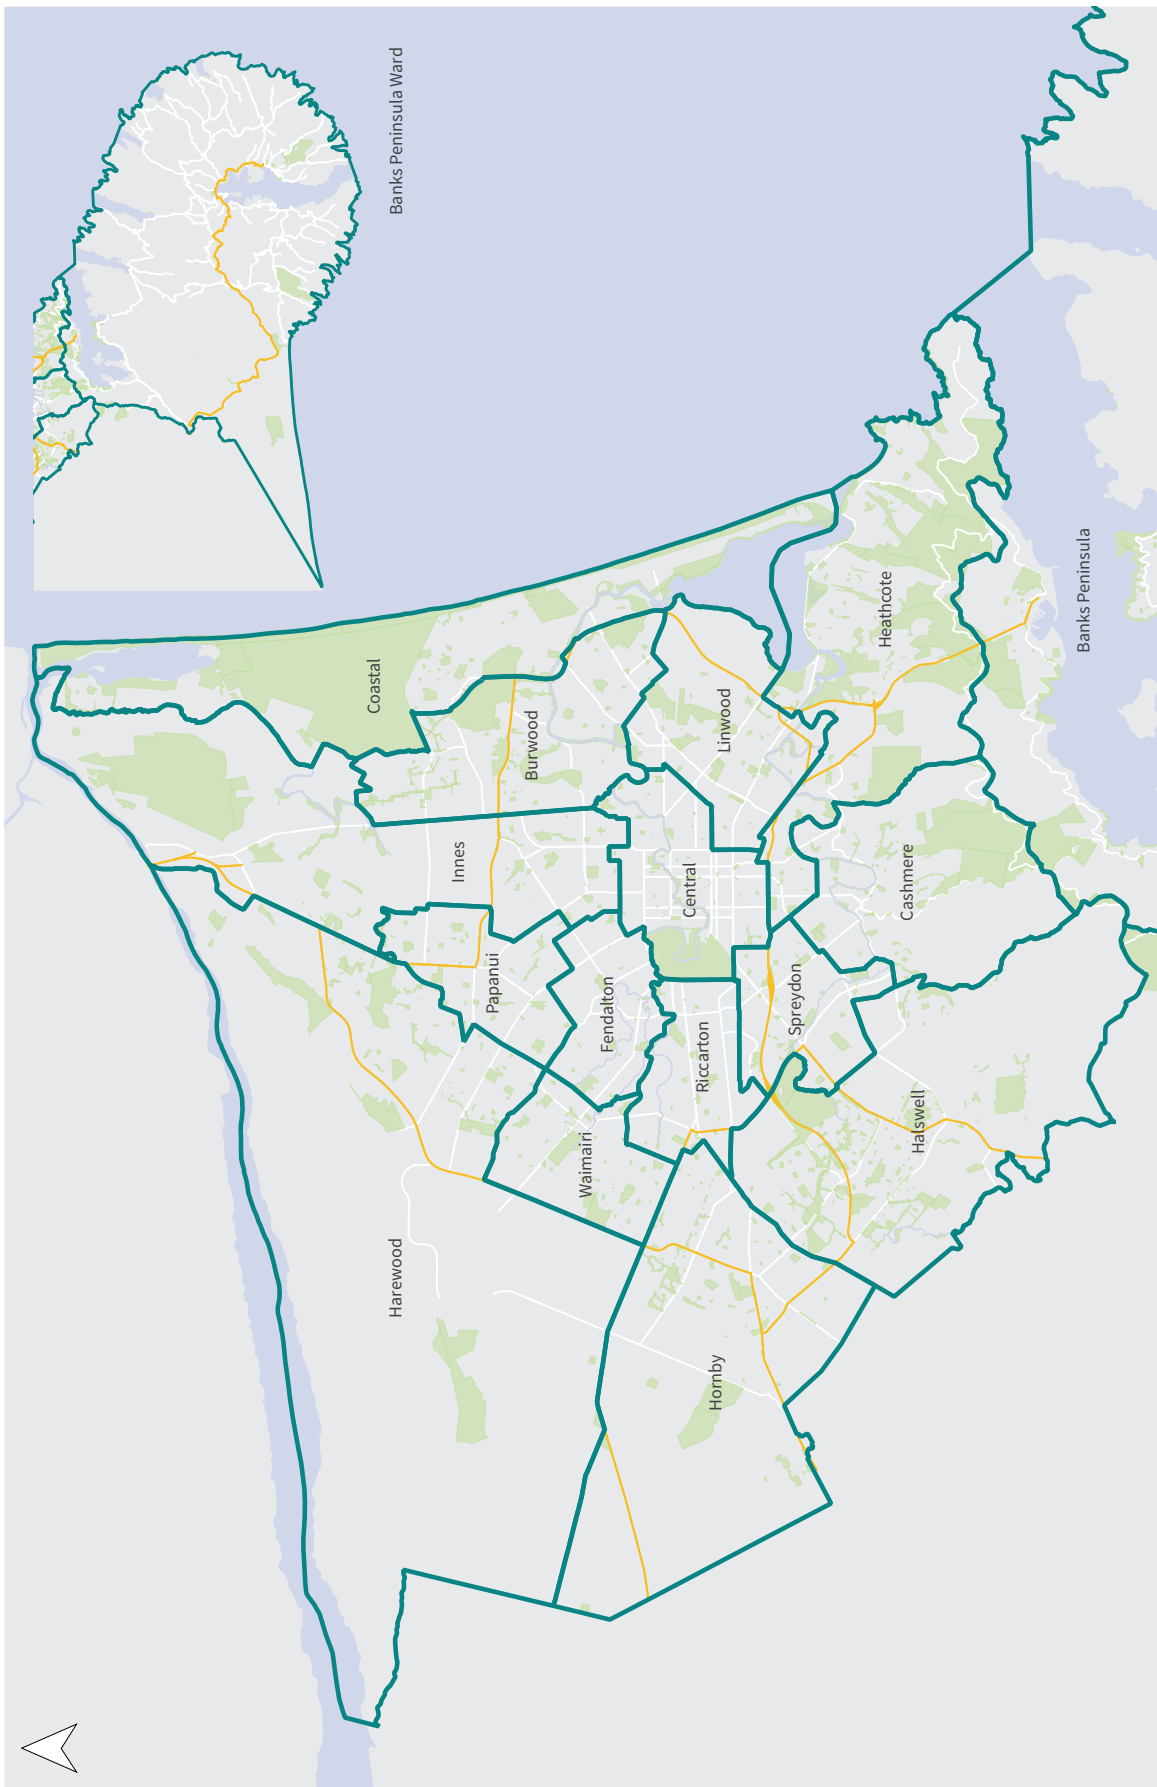 Banks Peninsula Ward
Coastal
Burwood
Innes
Linwood
Heathcote
Banks Peninsula
Central
Cashmere
Papanui
Fendalton
Riccarton
Spreydon
Waimairi
Halswell
Harewood
Hornby